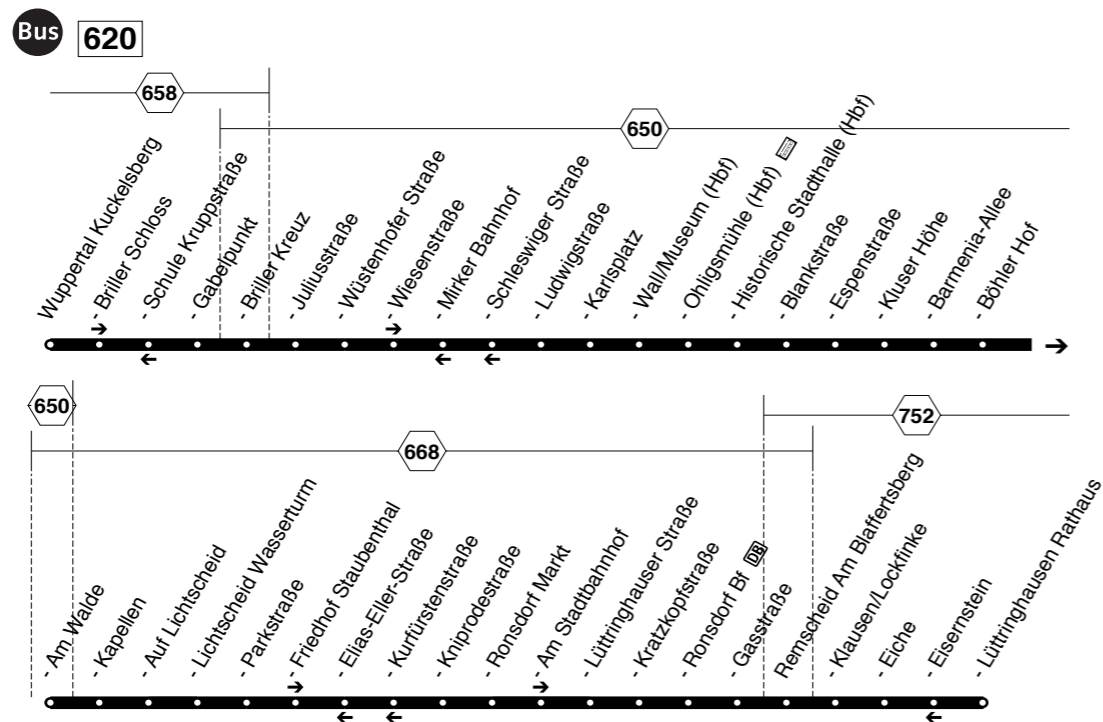 Bus 620
658
650
Wuppertal Kuckelsberg
- Briller Schloss
- Schule Kruppstraße
- Gabelpunkt
- Briller Kreuz
- Juliusstraße
- Wüstenhofer Straße
- Wiesenstraße
- Mirker Bahnhof
- Schleswiger Straße
- Ludwigstraße
- Karlsplatz
- Wall/Museum (Hbf)
- Ohligsmühle (Hbf)
- Historische Stadthalle (Hbf)
- Blankstraße
- Espenstraße
- Kluser Höhe
- Barmenia-Allee
- Böhler Hof
650
752
668
- Am Walde
- Kapellen
- Auf Lichtscheid
- Lichtscheid Wasserturm
- Parkstraße
- Friedhof Staubenthal
- Elias-Eller-Straße
- Kurfürstenstraße
- Kniprodestraße
- Ronsdorf Markt
- Am Stadtbahnhof
- Lüttringhauser Straße
- Kratzkopfstraße
- Ronsdorf Bf DB
- Gasstraße
Remscheid Am Blaffertsberg
- Klausen/Lockfinke
- Eiche
- Eisernstein
- Lüttringhausen Rathaus